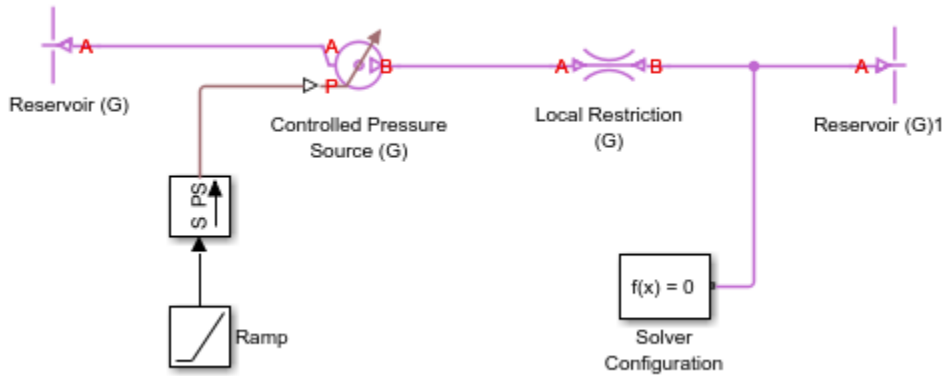 A
A
B
A
B
A
P
Reservoir (G)
Controlled Pressure
Source (G)
Local Restriction
(G)
Reservoir (G)1
S PS
f(x) = 0
Ramp
Solver
Configuration